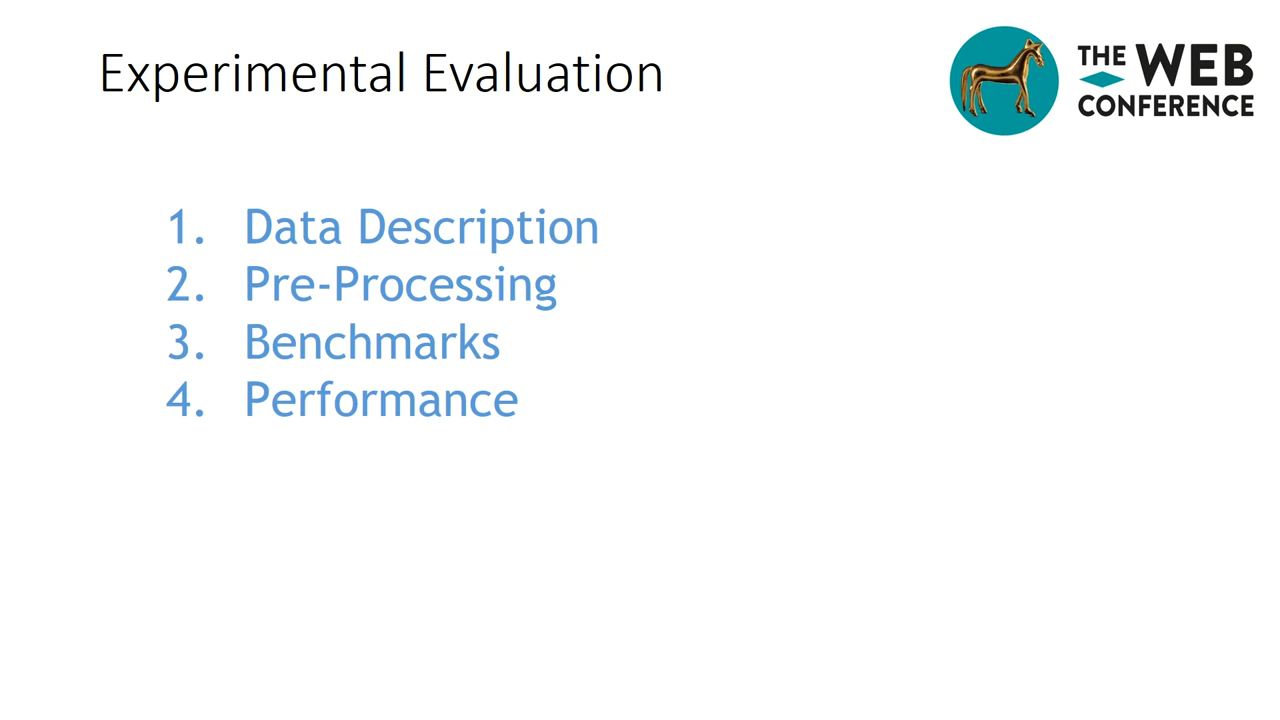 Experimental Evaluation
THE WEB
CONFERENCE
1. Data Description
2. Pre-Processing
3. Benchmarks
4. Performance